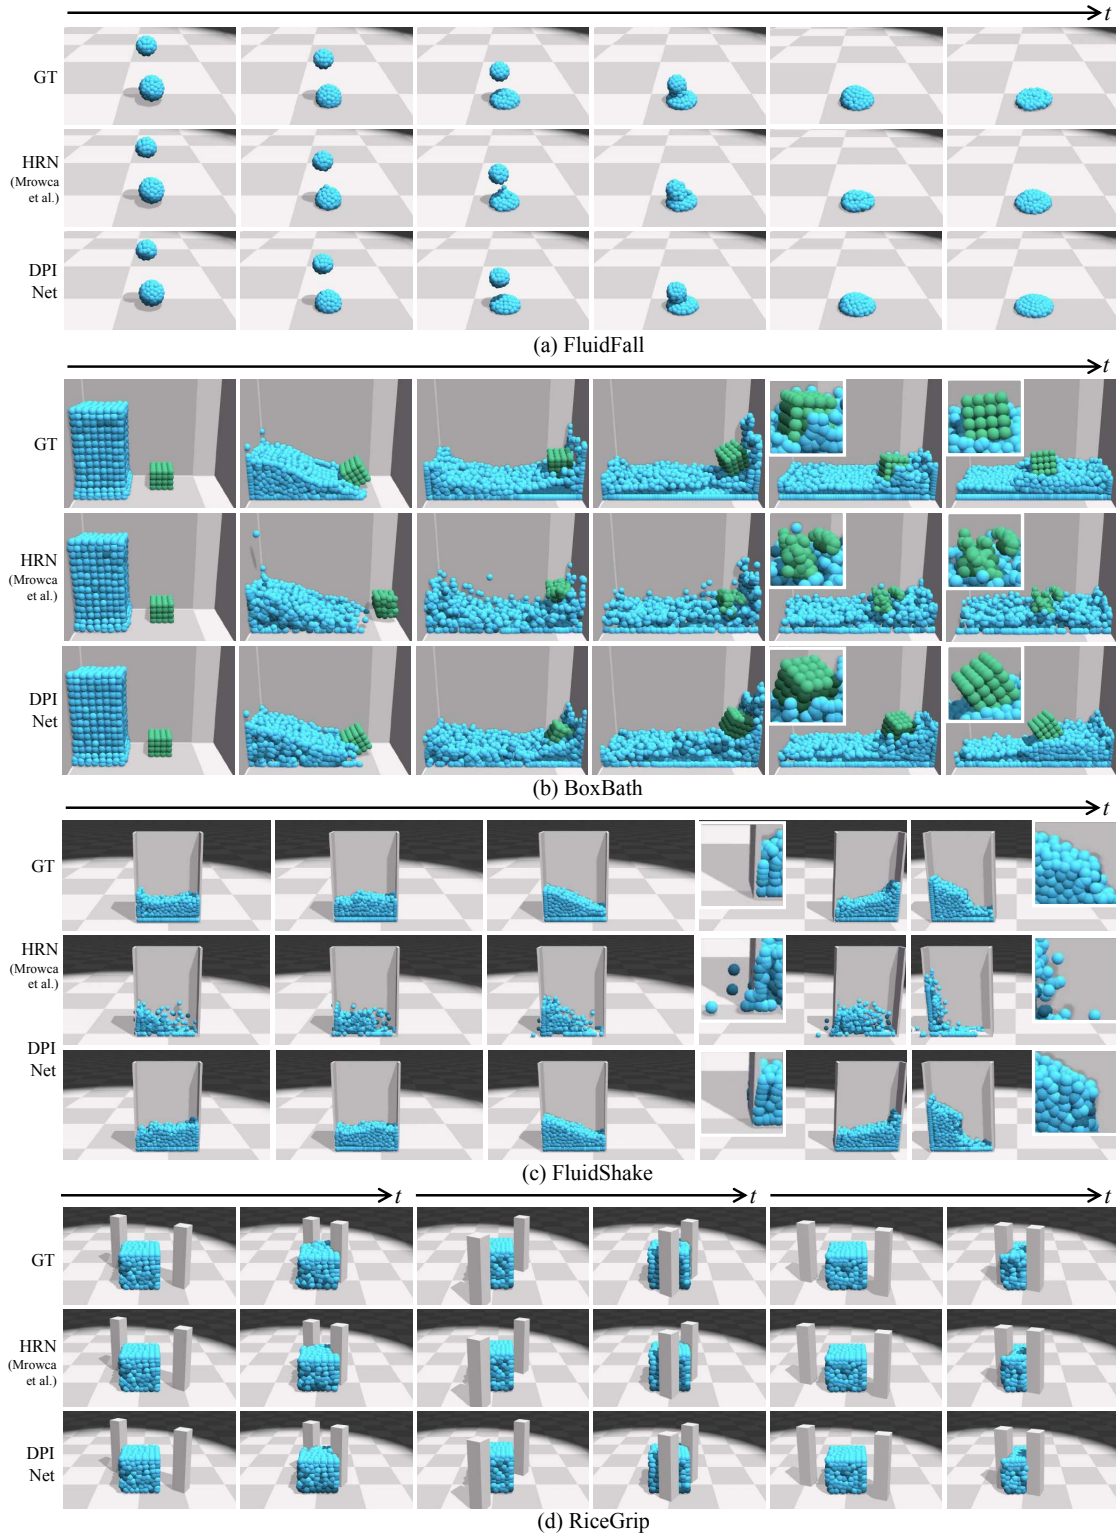 t
GT
HRN
(Mrowca
et al.)
DPI
Net
(a) FluidFall
t
GT
HRN
(Mrowca
et al.)
DPI
Net
(b) BoxBath
t
GT
HRN
(Mrowca
et al.)
DPI
Net
(c) FluidShake
t t t
GT
HRN
(Mrowca
et al.)
DPI
Net
(d) RiceGrip